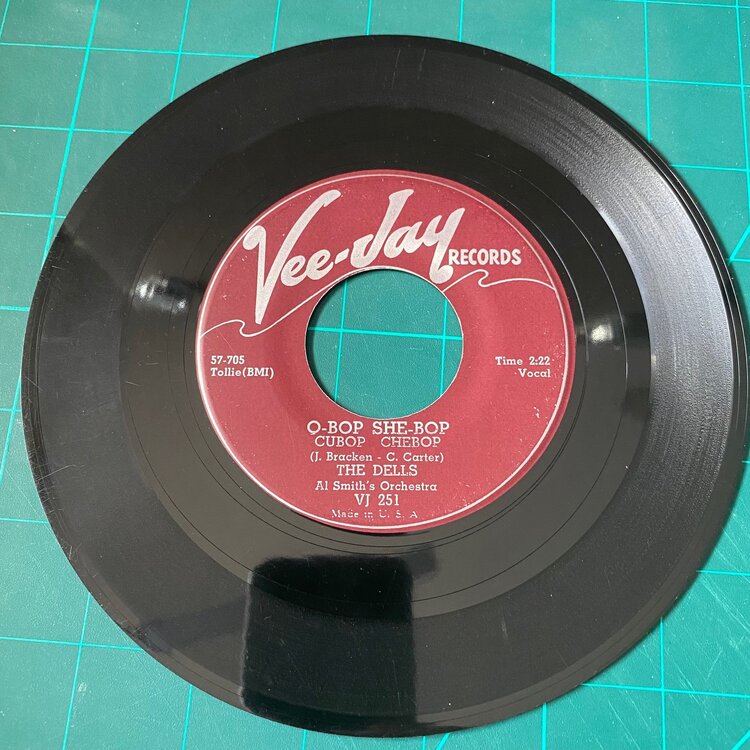 Vee-Jay RECORDS
57-705
Tollie(BMI)
Time 2:22
Vocal
O-BOP SHE-BOP
CUBOP CHEBOP
(J. Bracken - C. Carter)
THE DELLS
Al Smith's Orchestra
VJ 251
Made in U. S. A